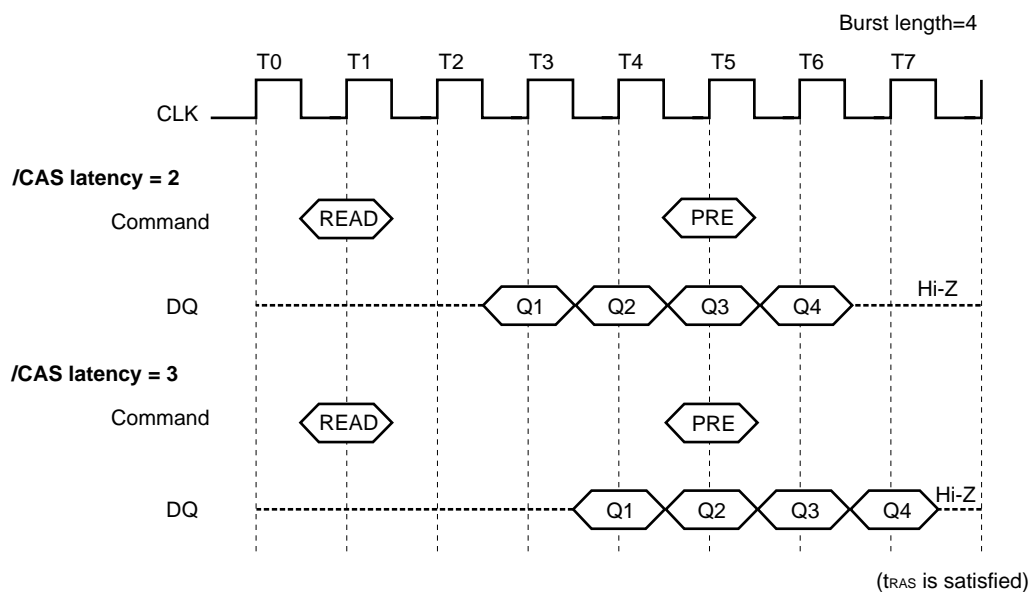 Burst length=4
T0 T1 T2 T3 T4 T5 T6 T7
CLK
/CAS latency = 2
Command READ PRE
Hi-Z
DQ Q1 Q2 Q3 Q4
/CAS latency = 3
Command READ PRE
Hi-Z
DQ Q1 Q2 Q3 Q4
(tRAS is satisfied)